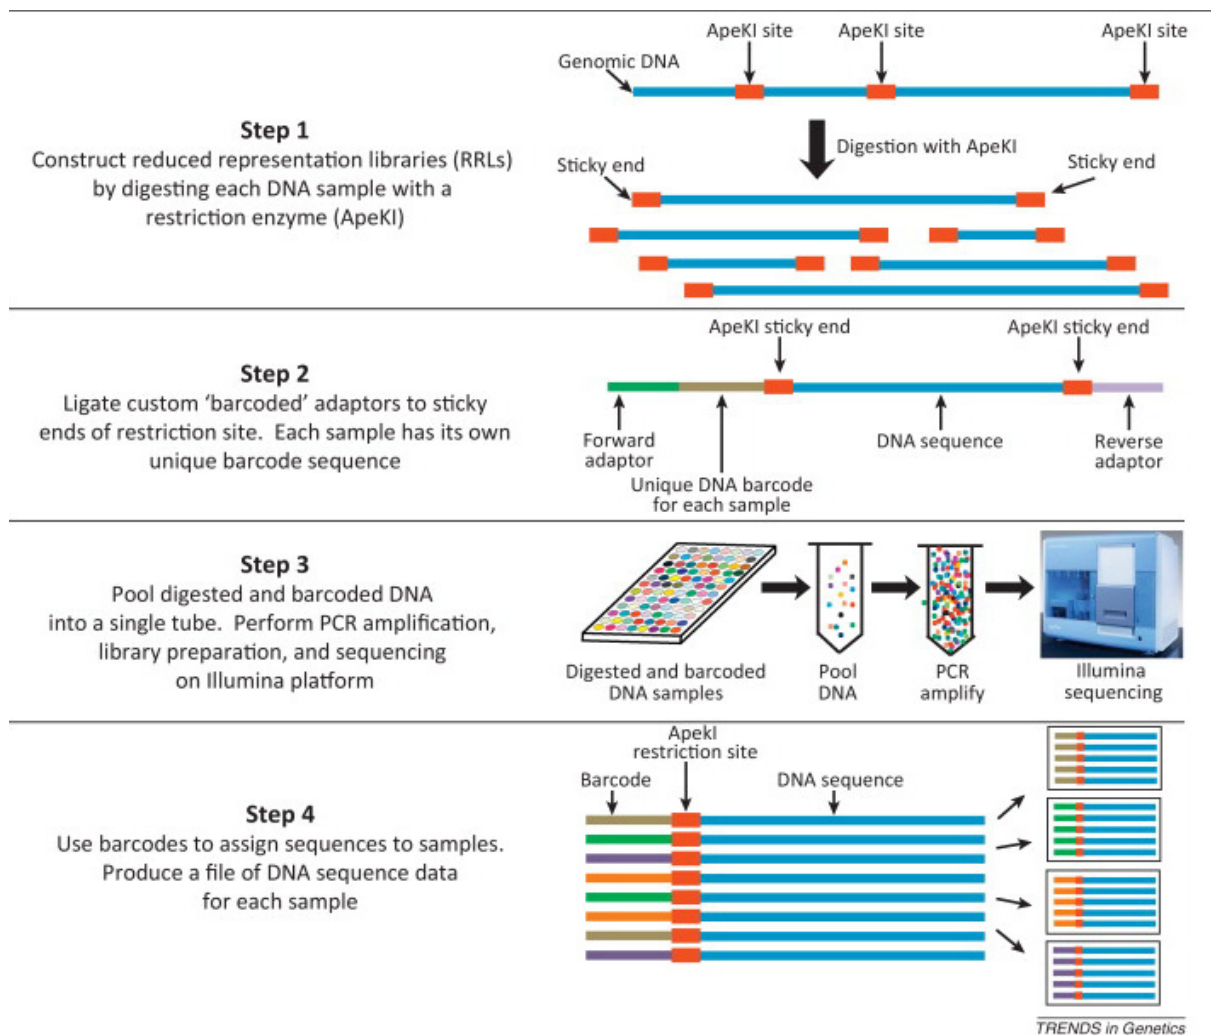 ApeKI site
ApeKI site
ApeKI site
Genomic DNA
Step 1
Construct reduced representation libraries (RRLs)
by digesting each DNA sample with a
restriction enzyme (ApeKI)
Digestion with ApeKI
Sticky end
Sticky end
ApeKI sticky end
ApeKI sticky end
Step 2
Ligate custom ‘barcoded’ adaptors to sticky
ends of restriction site.  Each sample has its own
unique barcode sequence
Forward
adaptor
Unique DNA barcode
for each sample
DNA sequence
Reverse
adaptor
Step 3
Pool digested and barcoded DNA
into a single tube.  Perform PCR amplification,
library preparation, and sequencing
on Illumina platform
Digested and barcoded
DNA samples
Pool
DNA
PCR
amplify
Illumina
sequencing
Step 4
Use barcodes to assign sequences to samples.
Produce a file of DNA sequence data
for each sample
Barcode
ApekI
restriction site
DNA sequence
TRENDS in Genetics